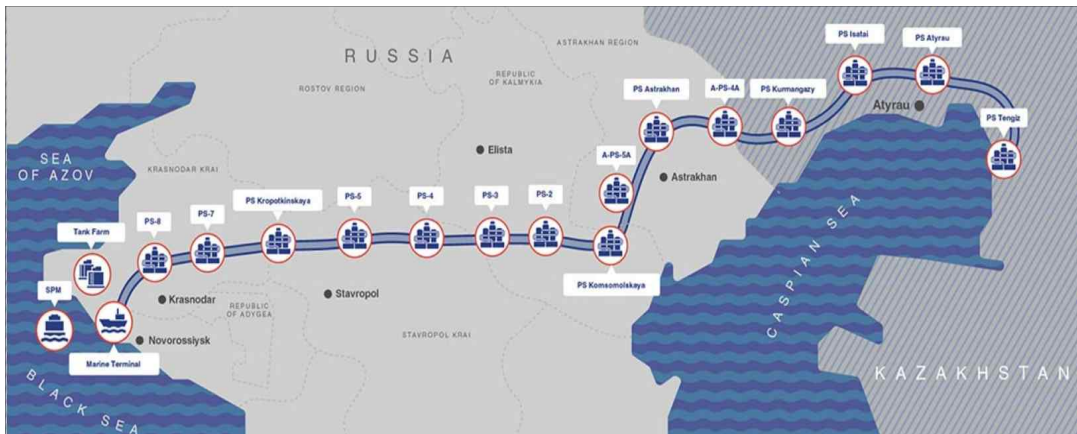 RUSSIA
ASTRAKHAN REGION
PS Isatai
PS Atyrau
ROSTOV REGION
REPUBLIC
OF KALMYKIA
PS Astrakhan
A-PS-4A
PS Kurmangazy
Atyrau
PS Tengiz
SEA
OF AZOV
KRASNODAR KRAI
Elista
A-PS-5A
Astrakhan
PS-8
PS-7
PS Kropotkinskaya
PS-5
PS-4
PS-3
PS-2
Tank Farm
SPM
PS Komsomolskaya
Krasnodar
REPUBLIC
OF ADYGEA
Stavropol
STAVROPOL KRAI
Novorossiysk
Marine Terminal
BLACK SEA
CASPIAN SEA
KAZAKHSTAN